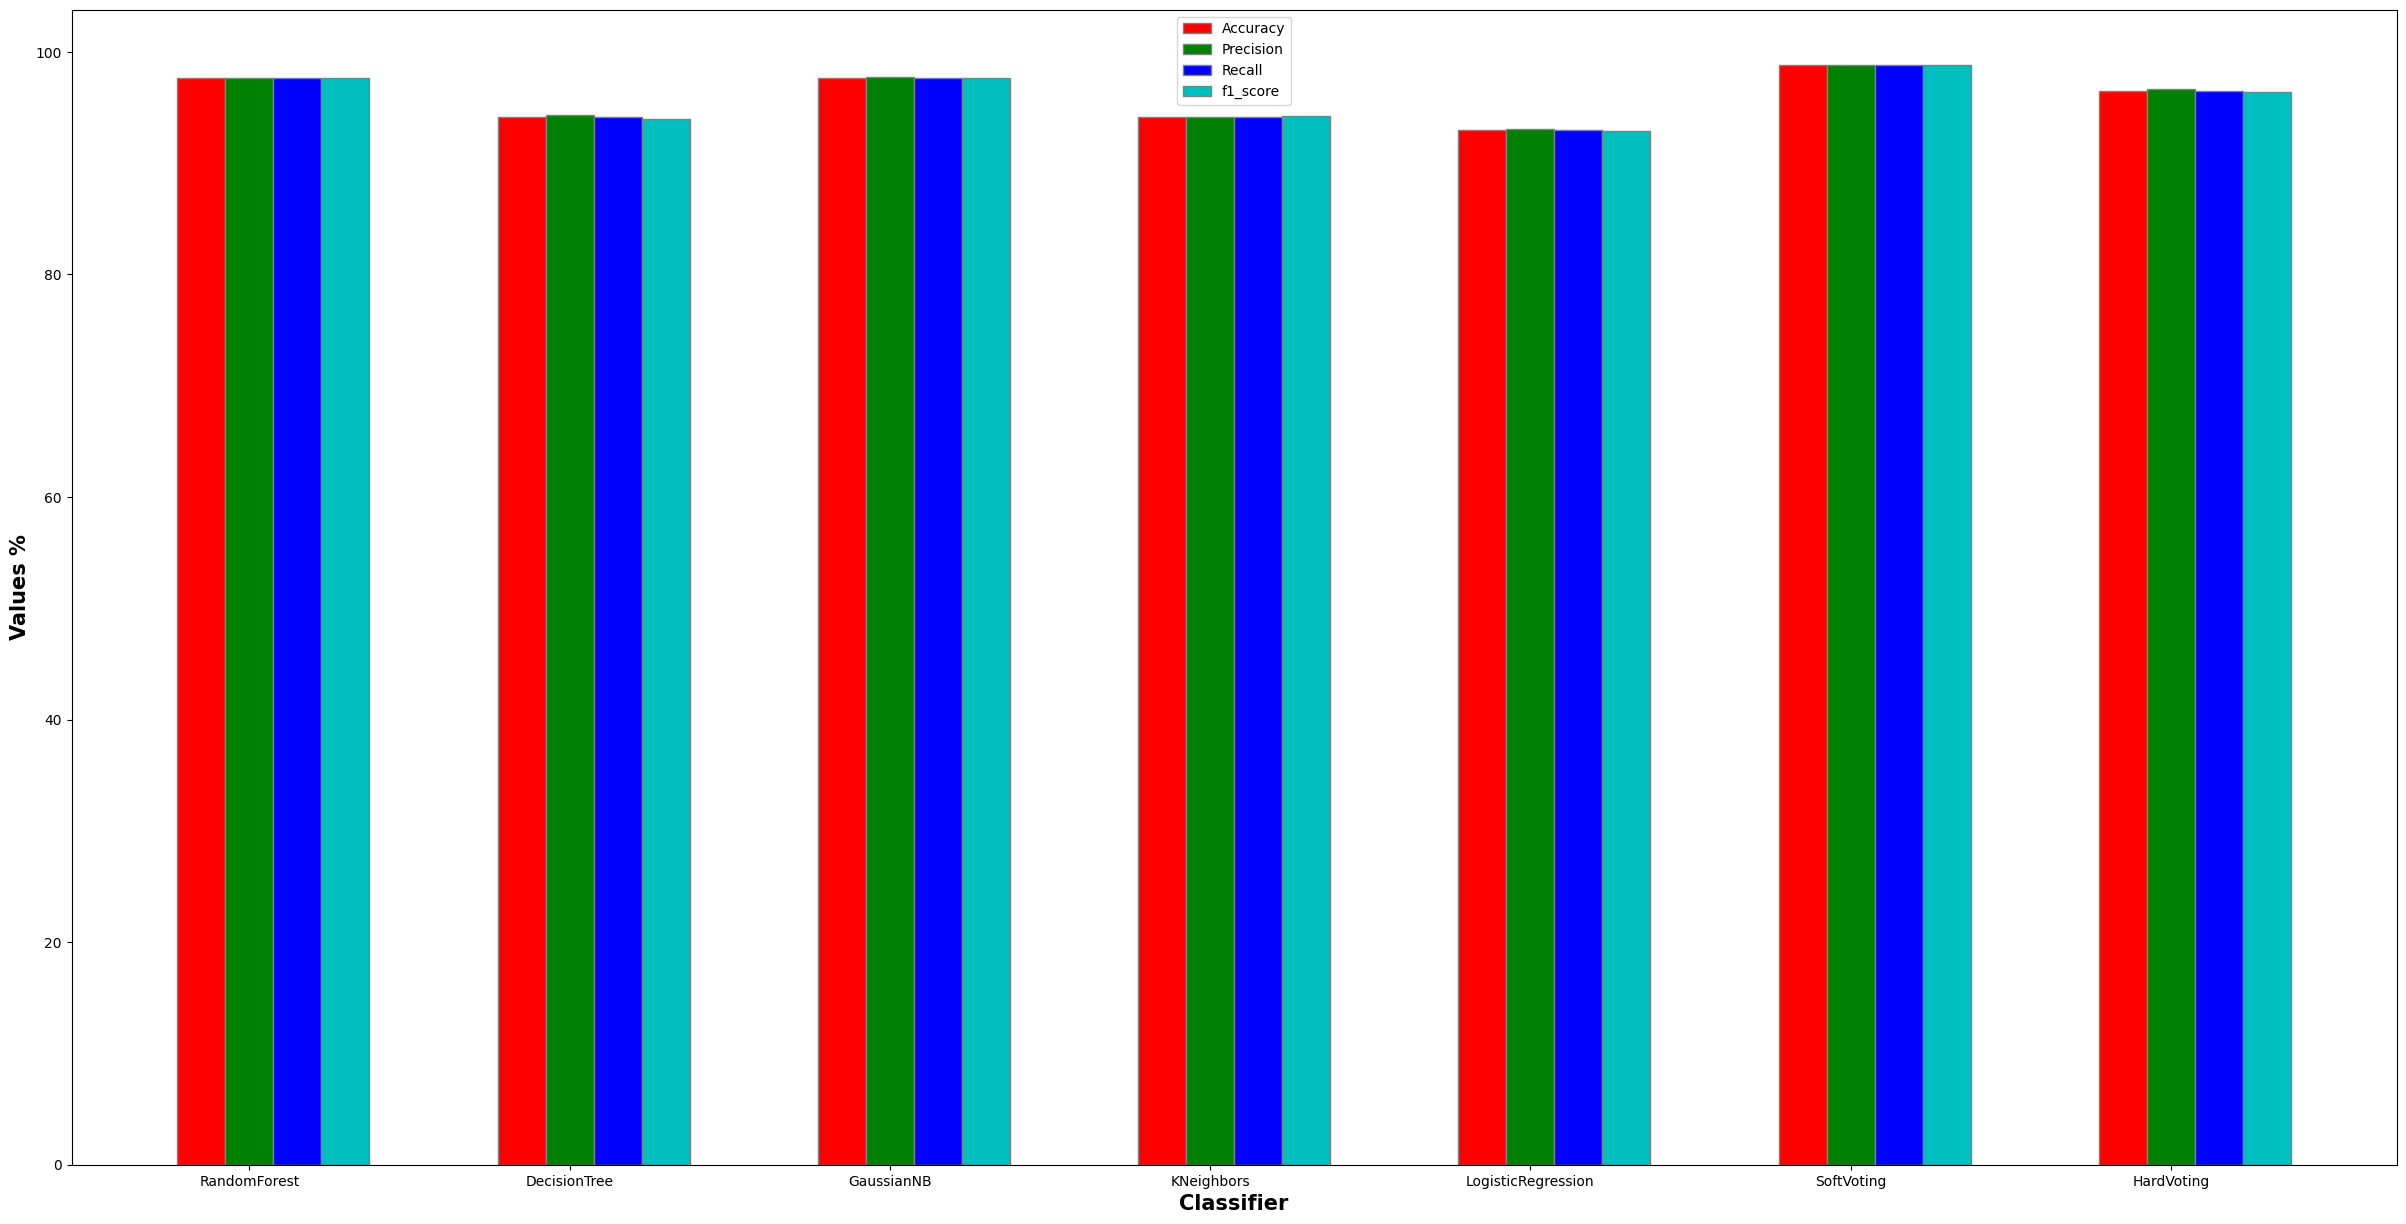 Accuracy
Precision
Recall
f1_score
100
80
60
40
20
0
Values %
RandomForest
DecisionTree
GaussianNB
KNeighbors
LogisticRegression
SoftVoting
HardVoting
Classifier